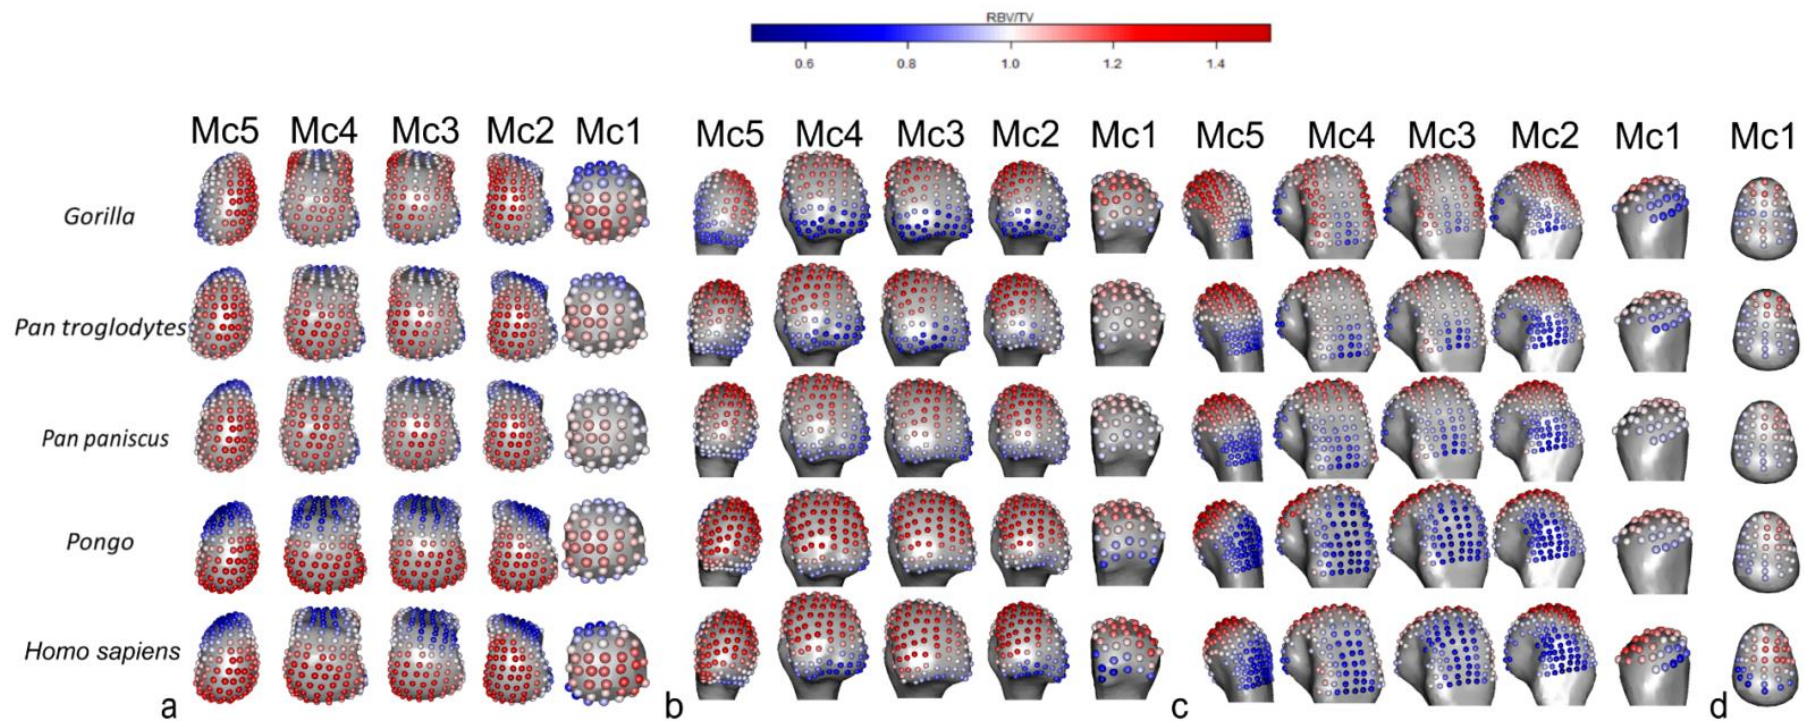 RBV/TV
0.6 0.8 1.0 1.2 1.4
Mc5 Mc4 Mc3 Mc2 Mc1 Mc5 Mc4 Mc3 Mc2 Mc1 Mc5 Mc4 Mc3 Mc2 Mc1 Mc1
Gorilla
Pan troglodytes
Pan paniscus
Pongo
Homo sapiens
a b c d